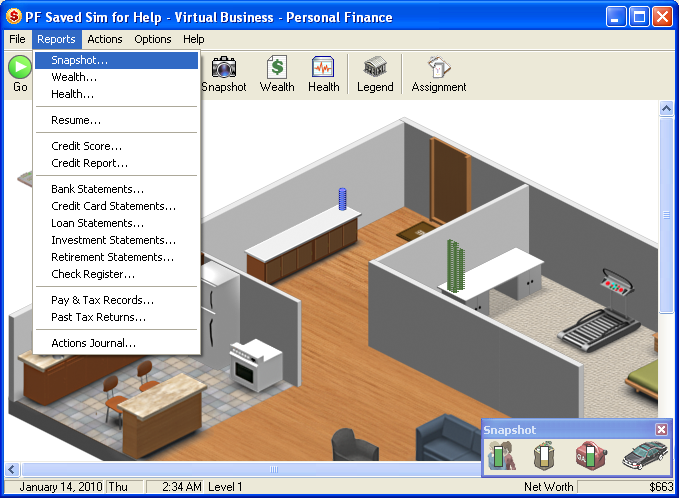 PF Saved Sim for Help - Virtual Business - Personal Finance
File Reports Actions Options Help
Go Snapshot Wealth Health Legend Assignment
Snapshot...
Wealth...
Health...
Resume...
Credit Score...
Credit Report...
Bank Statements...
Credit Card Statements...
Loan Statements...
Investment Statements...
Retirement Statements...
Check Register...
Pay & Tax Records...
Past Tax Returns...
Actions Journal...
Snapshot
January 14, 2010 Thu 2:34 AM Level 1 Net Worth $663